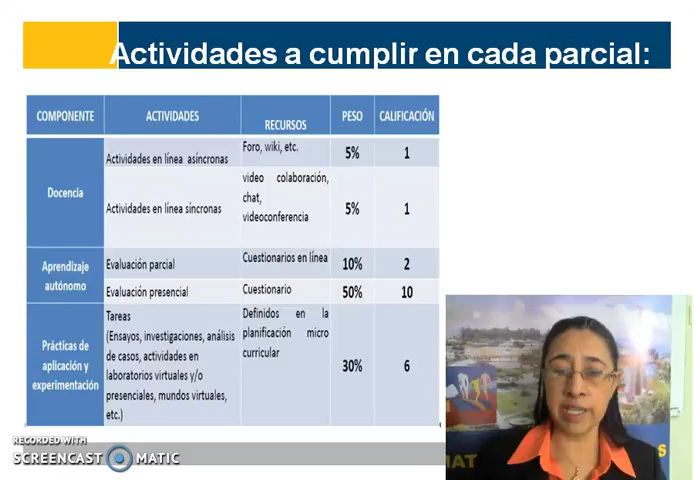 Actividades a cumplir en cada parcial:
COMPONENTE ACTIVIDADES RECURSOS PESO CALIFICACIÓN
Docencia
Actividades en línea asíncronas
Foro, wiki, etc.
5%
1
Actividades en línea síncronas
video colaboración,
chat,
videoconferencia
5%
1
Aprendizaje
autónomo
Evaluación parcial
Cuestionarios en línea
10%
2
Evaluación presencial
Cuestionario
50%
10
Prácticas de
aplicación y
experimentación
Tareas
(Ensayos, investigaciones, análisis
de casos, actividades en
laboratorios virtuales y/o
presenciales, mundos virtuales,
etc.)
Definidos en la
planificación micro
curricular
30%
6
RECORDED WITH
SCREENCAST MATIC